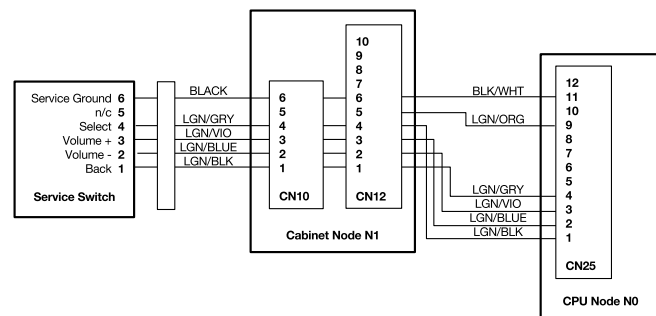 Service Ground 6
n/c 5
Select 4
Volume + 3
Volume - 2
Back 1
Service Switch
BLACK
LGN/GRY
LGN/VIO
LGN/BLUE
LGN/BLK
6
5
4
3
2
1
CN10
10
9
8
7
6
5
4
3
2
1
CN12
Cabinet Node N1
BLK/WHT
LGN/ORG
LGN/GRY
LGN/VIO
LGN/BLUE
LGN/BLK
12
11
10
9
8
7
6
5
4
3
2
1
CN25
CPU Node N0